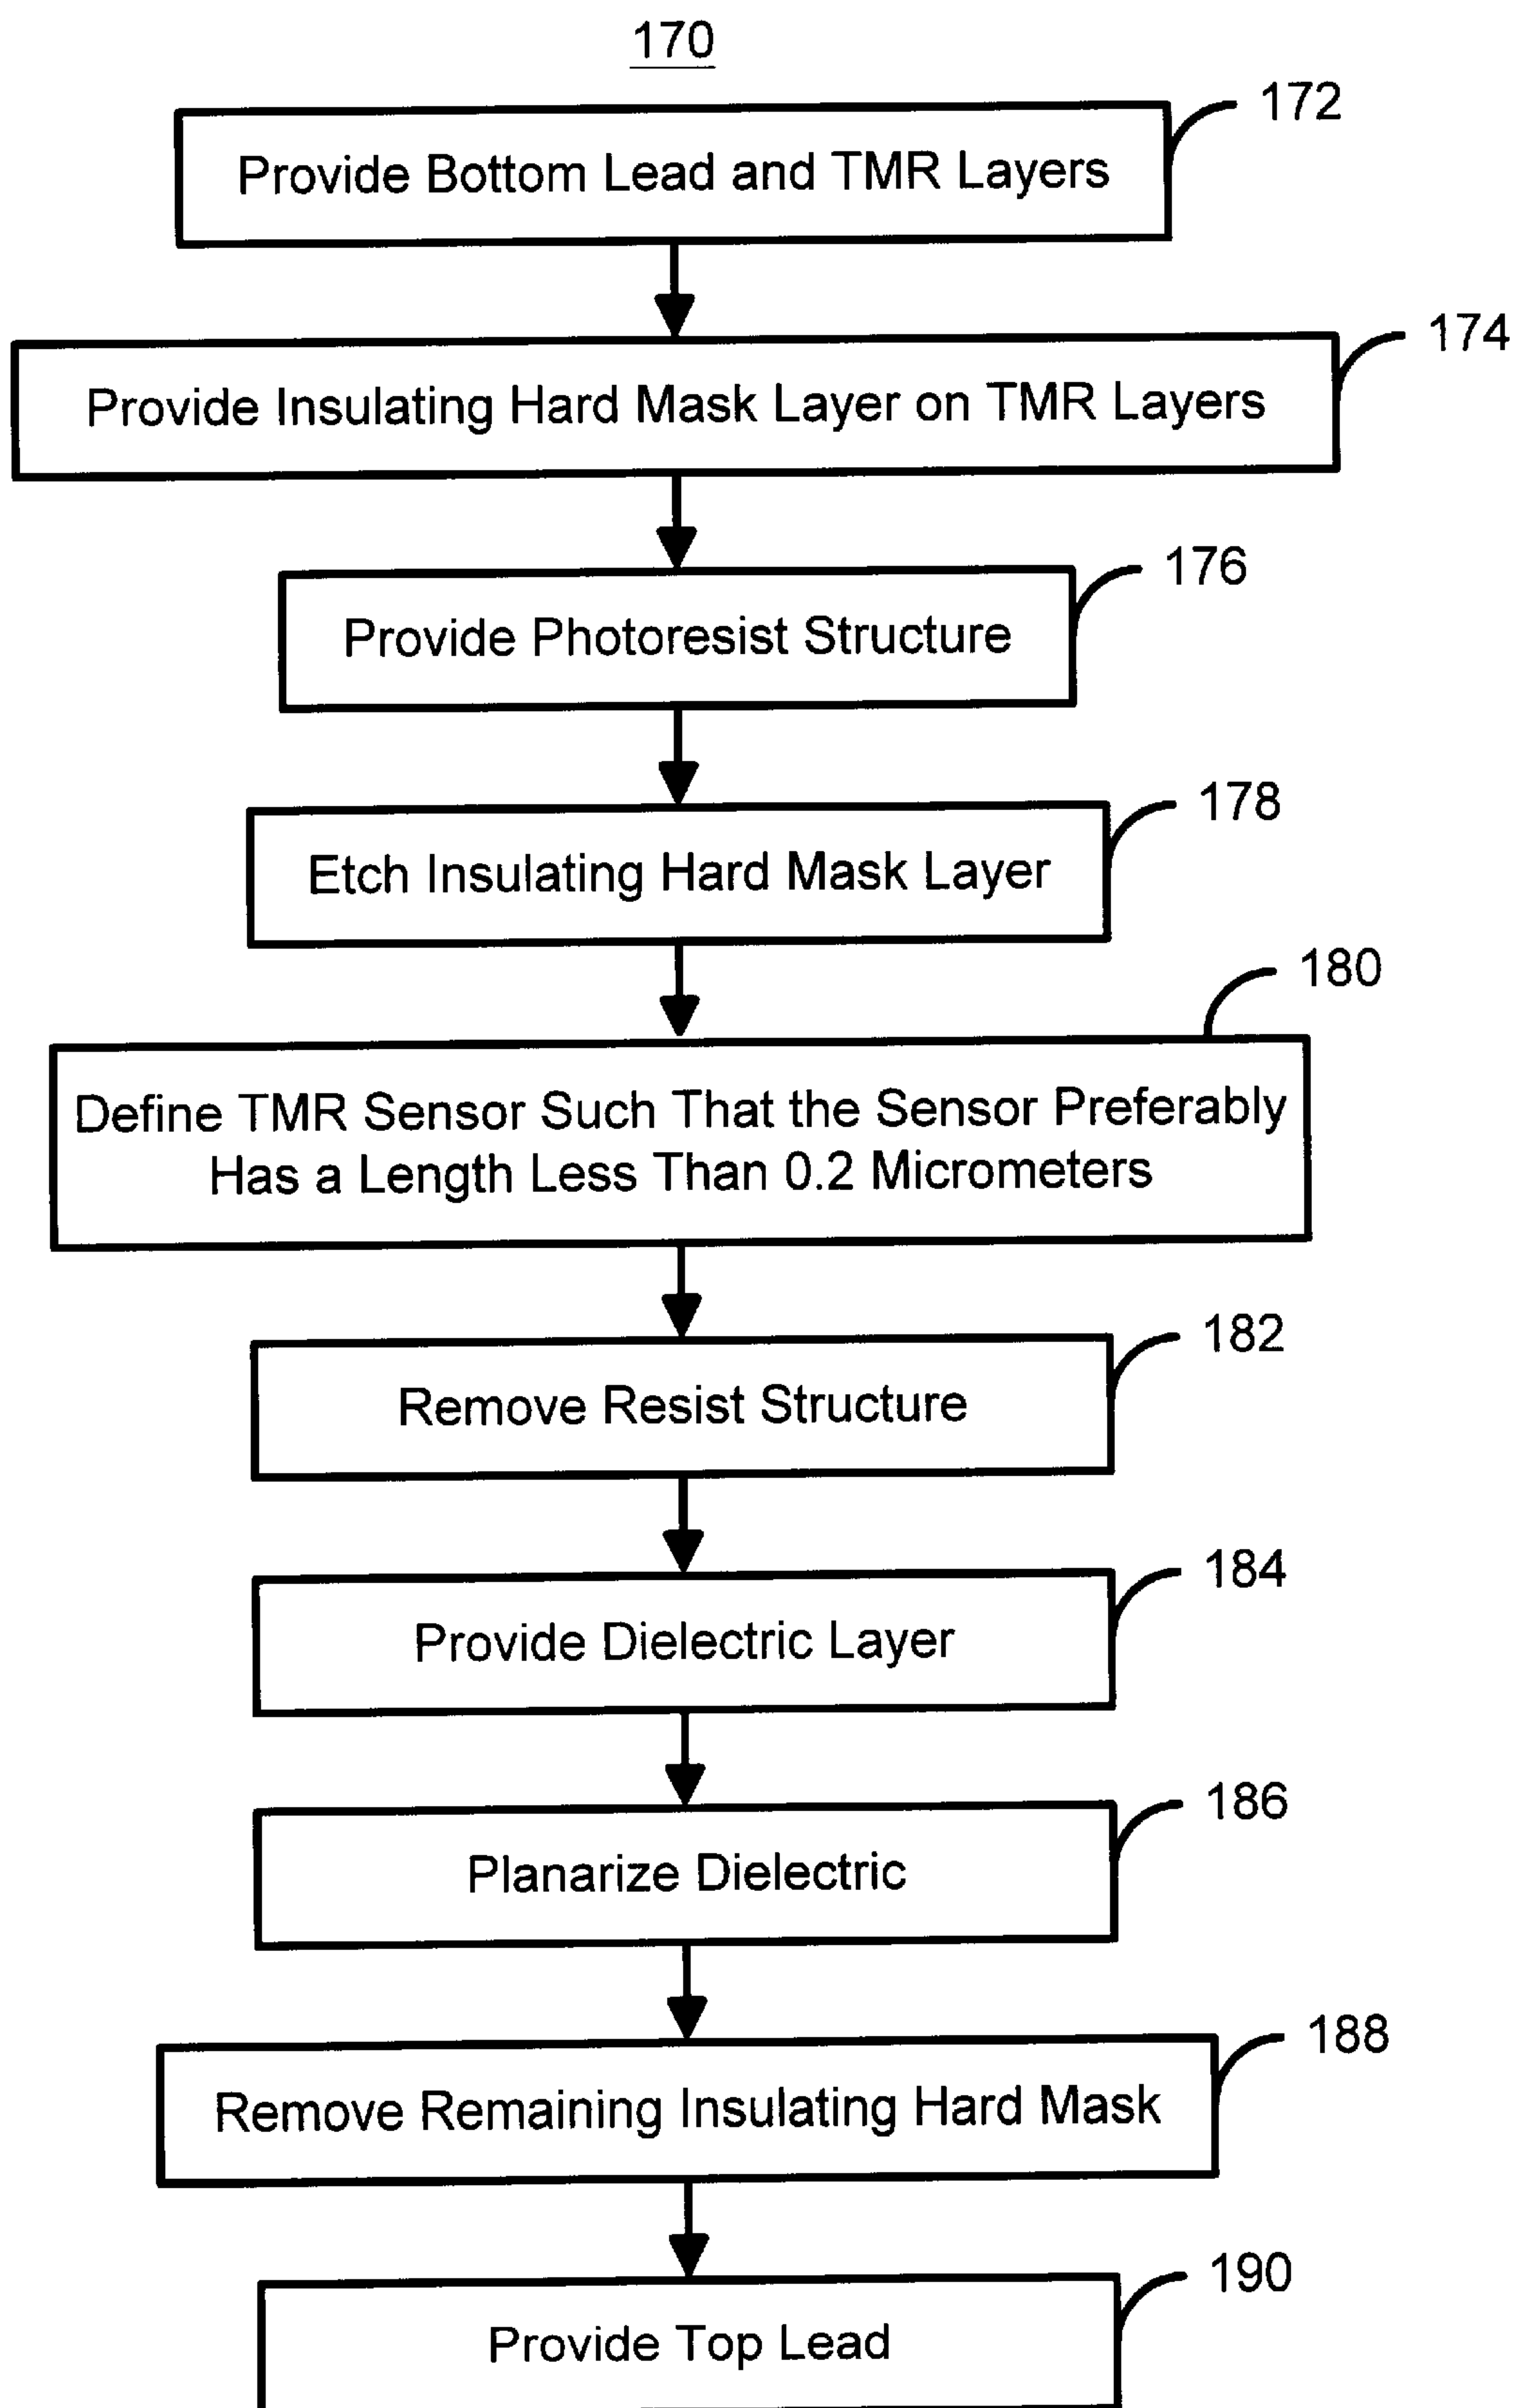 170
172
Provide Bottom Lead and TMR Layers
174
Provide Insulating Hard Mask Layer on TMR Layers
176
Provide Photoresist Structure
178
Etch Insulating Hard Mask Layer
180
Define TMR Sensor Such That the Sensor Preferably
Has a Length Less Than 0.2 Micrometers
182
Remove Resist Structure
184
Provide Dielectric Layer
186
Planarize Dielectric
188
Remove Remaining Insulating Hard Mask
190
Provide Top Lead